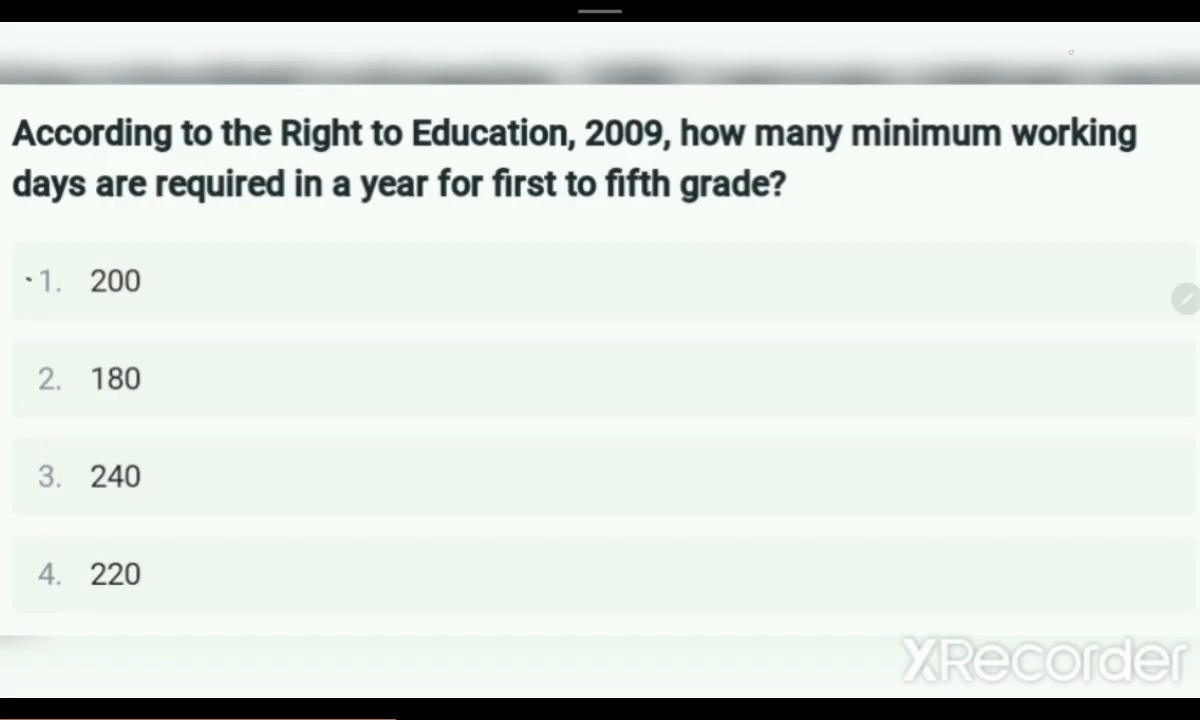 According to the Right to Education, 2009, how many minimum working
days are required in a year for first to fifth grade?
1. 200
2. 180
3. 240
4. 220
XRecorder